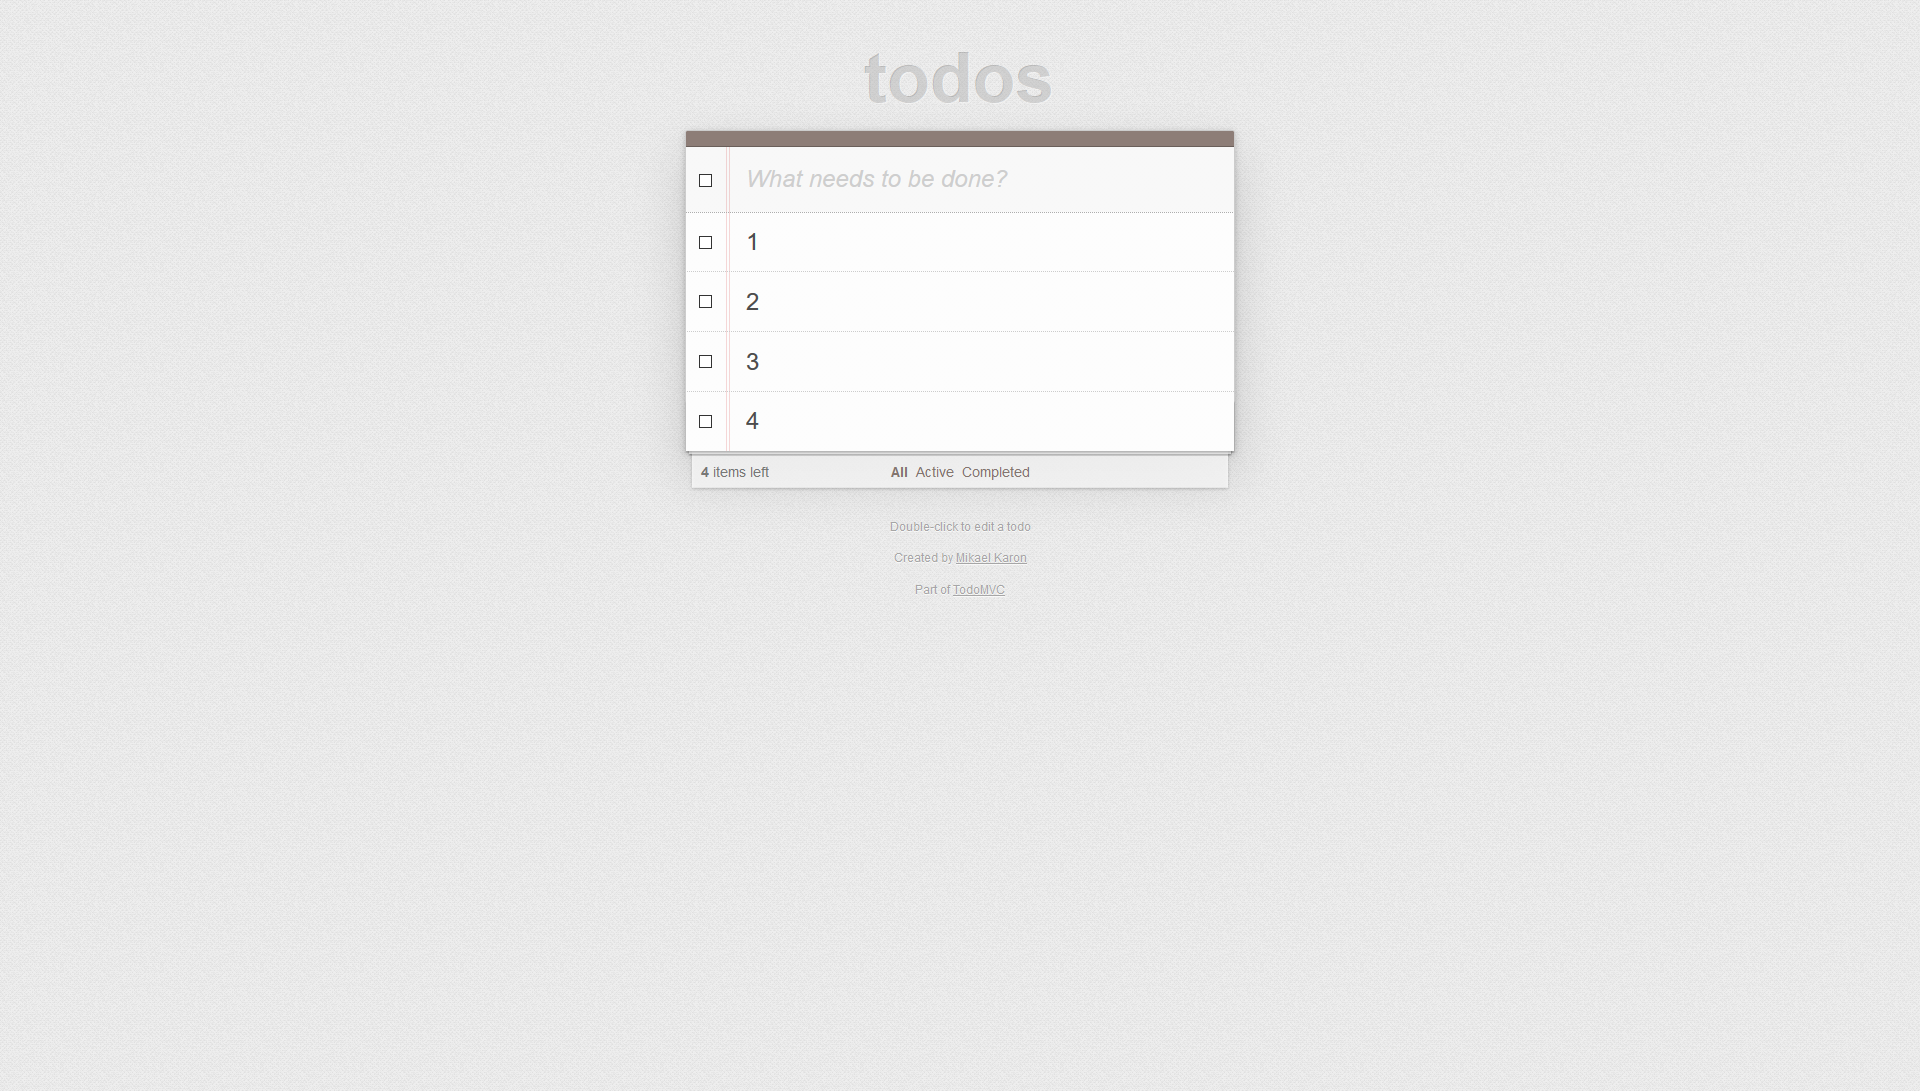 todos
What needs to be done?
1
2
3
4
4 items left All Active Completed
Double-click to edit a todo
Created by Mikael Karon
Part of TodoMVC